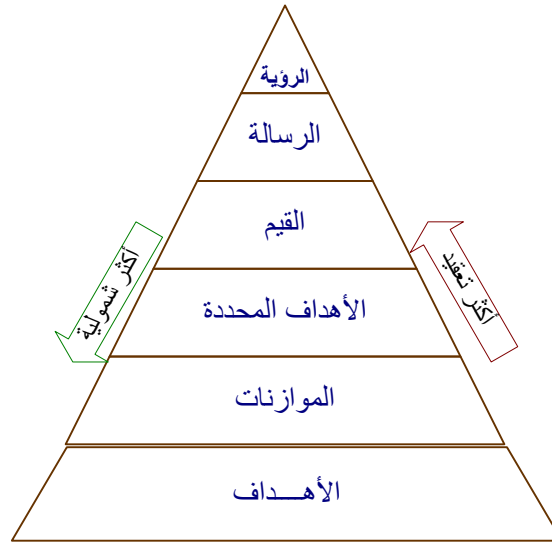 الرؤية
الرسالة
القيم
أكثر تعقيد
أكثر شمولية
الأهداف المحددة
الموازنات
الأهـــداف